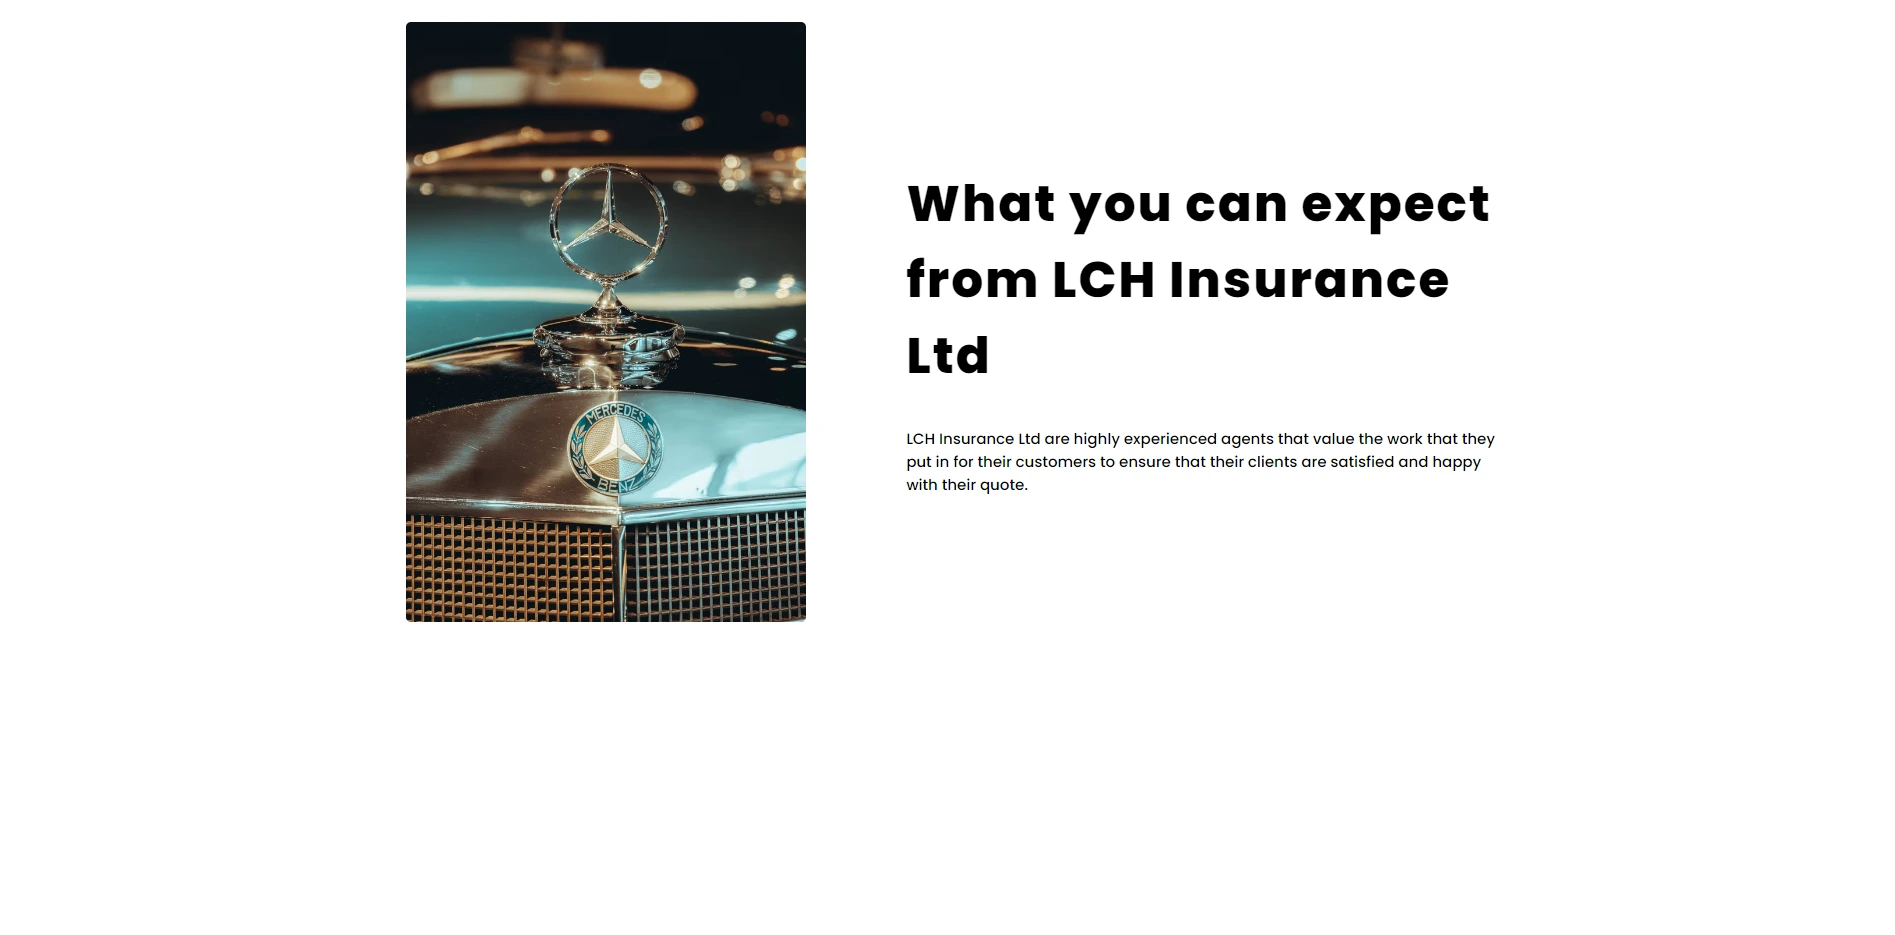 What you can expect
from LCH Insurance
Ltd
LCH Insurance Ltd are highly experienced agents that value the work that they
put in for their customers to ensure that their clients are satisfied and happy
with their quote.
MERCEDES
BENZ